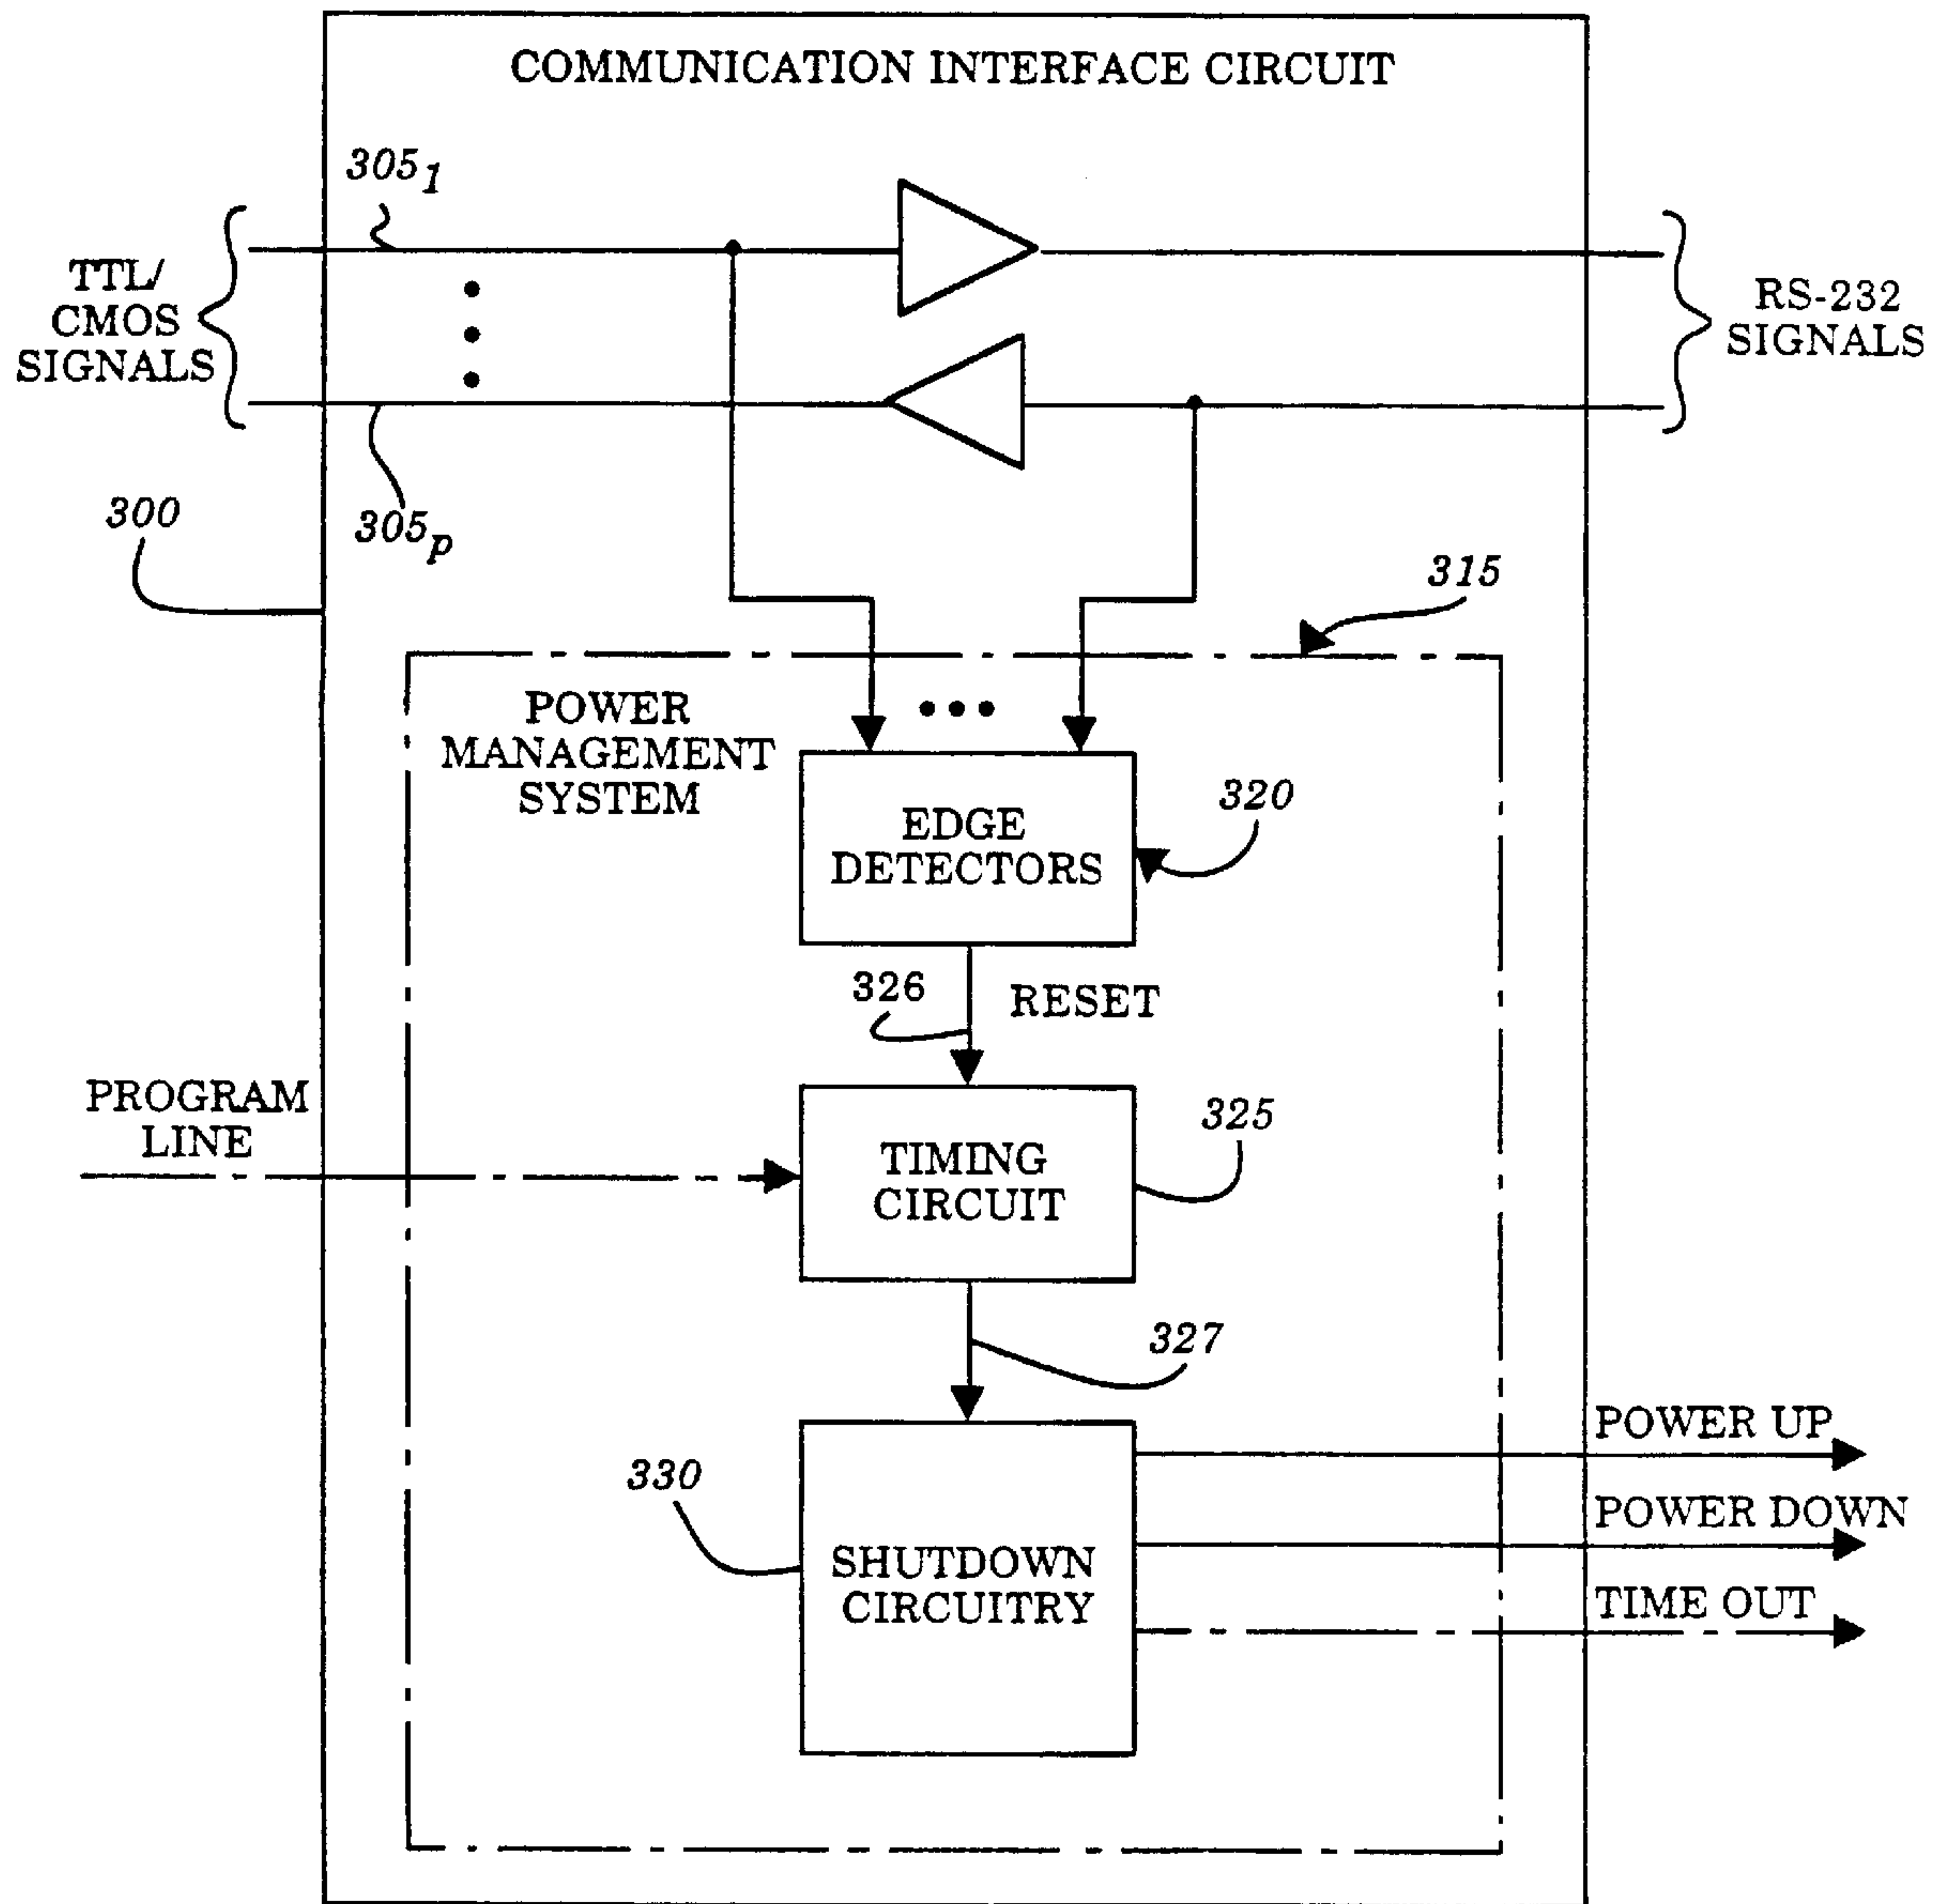 COMMUNICATION INTERFACE CIRCUIT
305₁
TTL/
CMOS
SIGNALS
RS-232
SIGNALS
300
305ₚ
315
POWER
MANAGEMENT
SYSTEM
EDGE
DETECTORS
320
326
RESET
PROGRAM
LINE
TIMING
CIRCUIT
325
327
330
SHUTDOWN
CIRCUITRY
POWER UP
POWER DOWN
TIME OUT